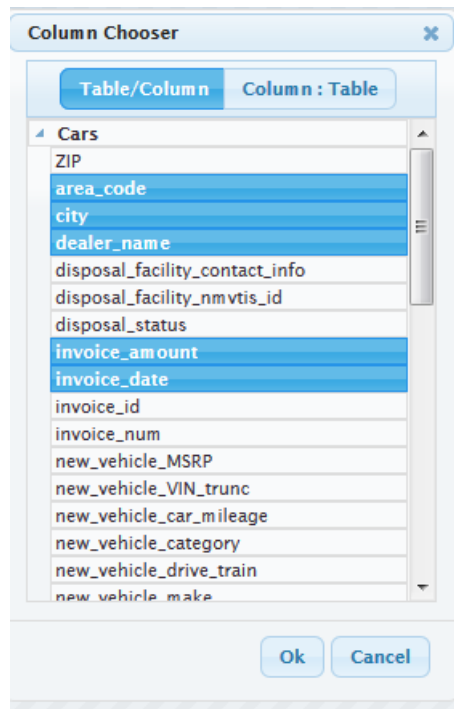 Column Chooser
Table/Column Column : Table
Cars
ZIP
area_code
city
dealer_name
disposal_facility_contact_info
disposal_facility_nmvtis_id
disposal_status
invoice_amount
invoice_date
invoice_id
invoice_num
new_vehicle_MSRP
new_vehicle_VIN_trunc
new_vehicle_car_mileage
new_vehicle_category
new_vehicle_drive_train
new_vehicle_make
Ok Cancel